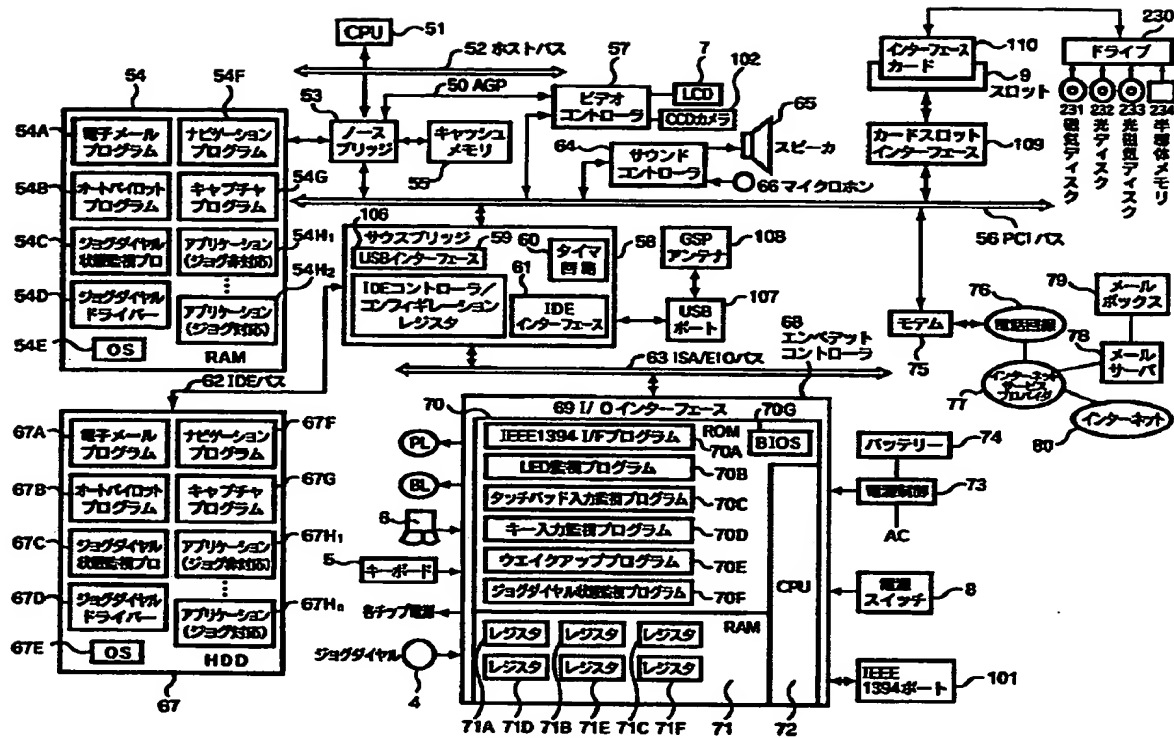 CPU
51
52 ホストバス
50 AGP
53
ノース
ブリッジ
キャッシュ
メモリ
55
57
ビデオ
コントローラ
7
LCD
102
CCDカメラ
65
スピーカ
64
サウンド
コントローラ
66 マイクロホン
110
インターフェース
カード
9
スロット
カードスロット
インターフェース
109
230
ドライブ
231
232
233
234
磁気ディスク
光ディスク
光磁気ディスク
半導体メモリ
56 PCIバス
54
54F
54A
電子メール
プログラム
ナビゲーション
プログラム
54B
オートパイロット
プログラム
キャプチャ
プログラム
54G
54C
ジョグダイヤル
状態監視プロ
アプリケーション
(ジョグ非対応)
54H1
54D
ジョグダイヤル
ドライバー
アプリケーション
(ジョグ対応)
54H2
54E
OS
RAM
サウスブリッジ
106
USBインターフェース
59
60
タイマ
回路
58
IDEコントローラ/
コンフィギレーション
レジスタ
61
IDE
インターフェース
GSP
アンテナ
108
USB
ポート
107
モデム
75
76
電話回線
77
インターネット
サービス
プロバイダ
79
メール
ボックス
78
メール
サーバ
80
インターネット
62 IDEバス
63 ISA/EIOバス
68
エンベデット
コントローラ
67A
電子メール
プログラム
ナビゲーション
プログラム
67F
67B
オートパイロット
プログラム
キャプチャ
プログラム
67G
67C
ジョグダイヤル
状態監視プロ
アプリケーション
(ジョグ非対応)
67H1
67D
ジョグダイヤル
ドライバー
アプリケーション
(ジョグ対応)
67Hn
67E
OS
HDD
67
69 I/Oインターフェース
70
ROM
70G
BIOS
IEEE1394 I/Fプログラム
70A
LED監視プログラム
70B
タッチパッド入力監視プログラム
70C
キー入力監視プログラム
70D
ウエイクアッププログラム
70E
ジョグダイヤル状態監視プログラム
70F
CPU
RAM
レジスタ
レジスタ
レジスタ
レジスタ
レジスタ
レジスタ
71A
71D
71B
71E
71C
71F
71
72
PL
BL
6
5
キーボード
各チップ電源
ジョグダイヤル
4
バッテリー
74
電源制御
73
AC
電源
スイッチ
8
IEEE
1394ポート
101